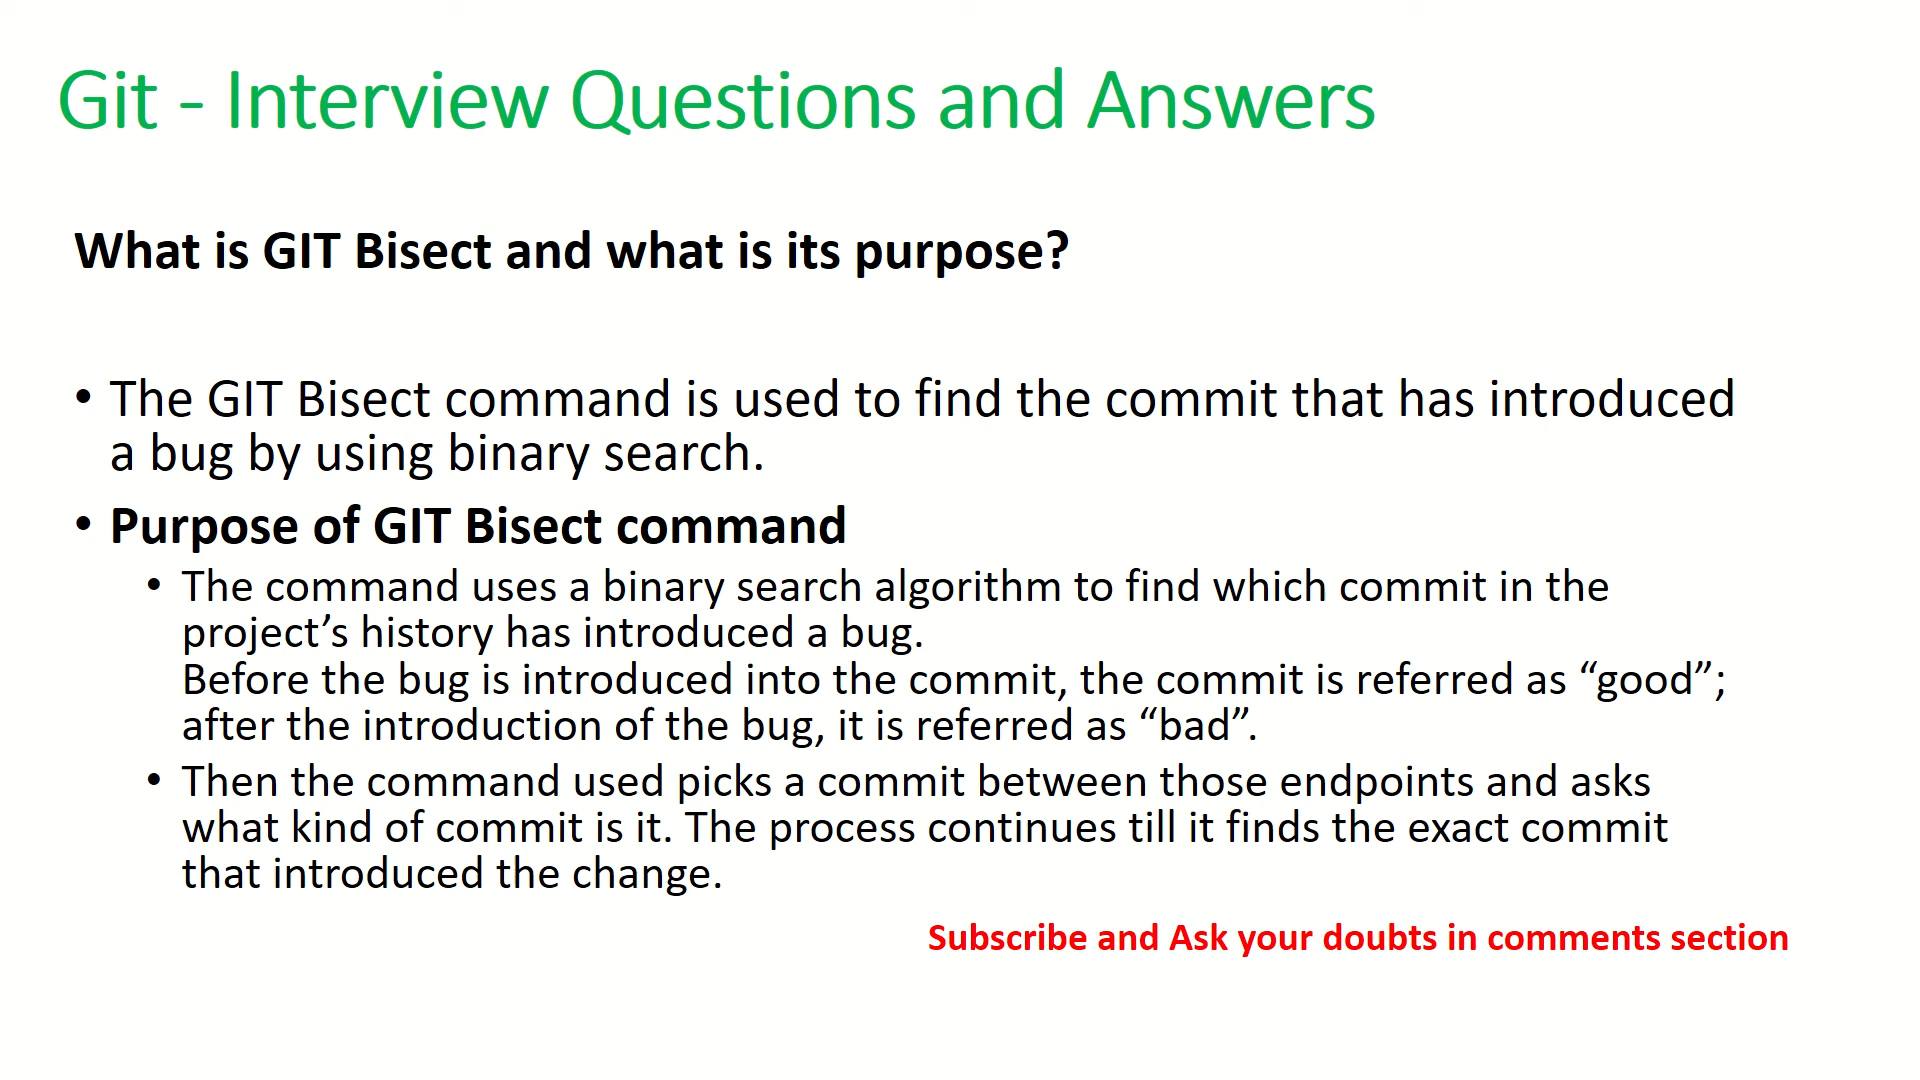 Git - Interview Questions and Answers
What is GIT Bisect and what is its purpose?
• The GIT Bisect command is used to find the commit that has introduced
a bug by using binary search.
• Purpose of GIT Bisect command
• The command uses a binary search algorithm to find which commit in the
project’s history has introduced a bug.
Before the bug is introduced into the commit, the commit is referred as “good”;
after the introduction of the bug, it is referred as “bad”.
• Then the command used picks a commit between those endpoints and asks
what kind of commit is it. The process continues till it finds the exact commit
that introduced the change.
Subscribe and Ask your doubts in comments section